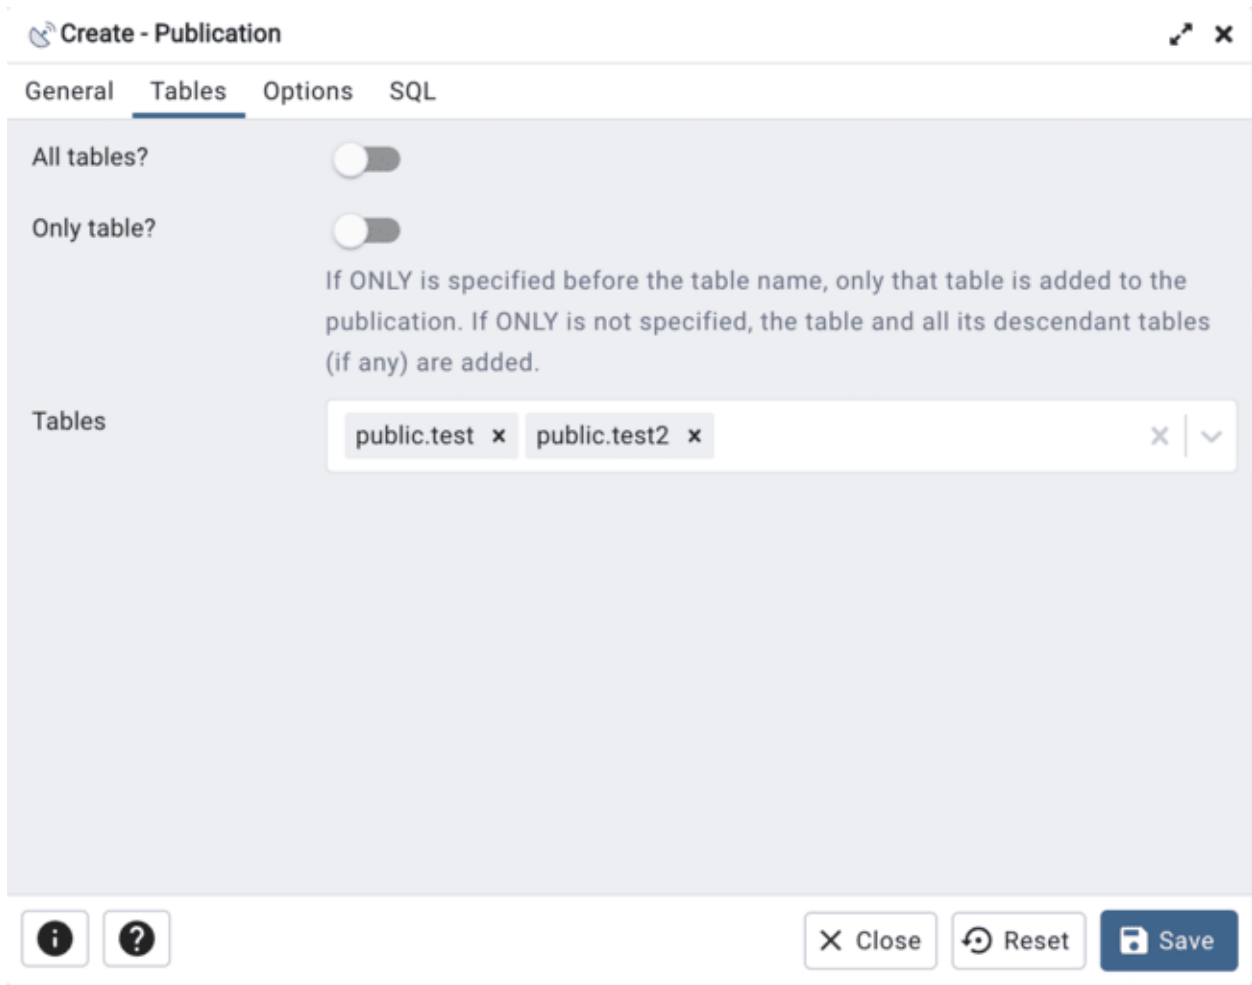 Create - Publication
General Tables Options SQL
All tables?
Only table?
If ONLY is specified before the table name, only that table is added to the
publication. If ONLY is not specified, the table and all its descendant tables
(if any) are added.
Tables public.test public.test2
Close Reset Save